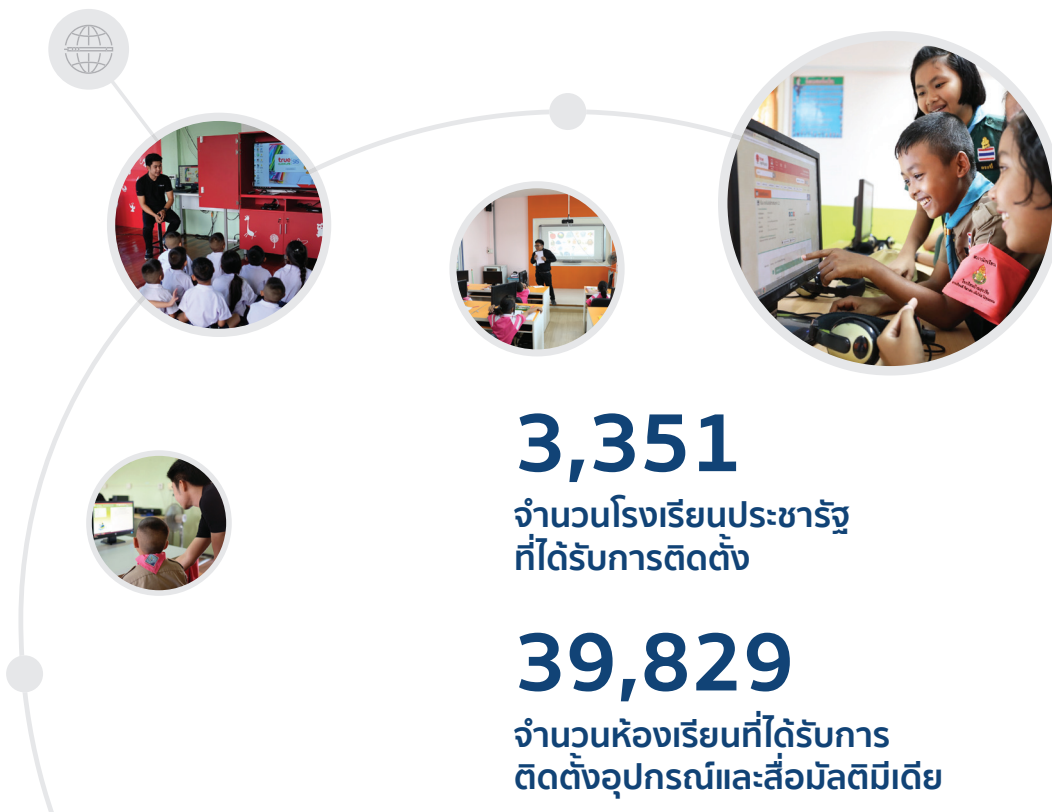 true
3,351
จำนวนโรงเรียนประชารัฐ
ที่ได้รับการติดตั้ง
39,829
จำนวนห้องเรียนที่ได้รับการ
ติดตั้งอุปกรณ์และสื่อมัลติมีเดีย